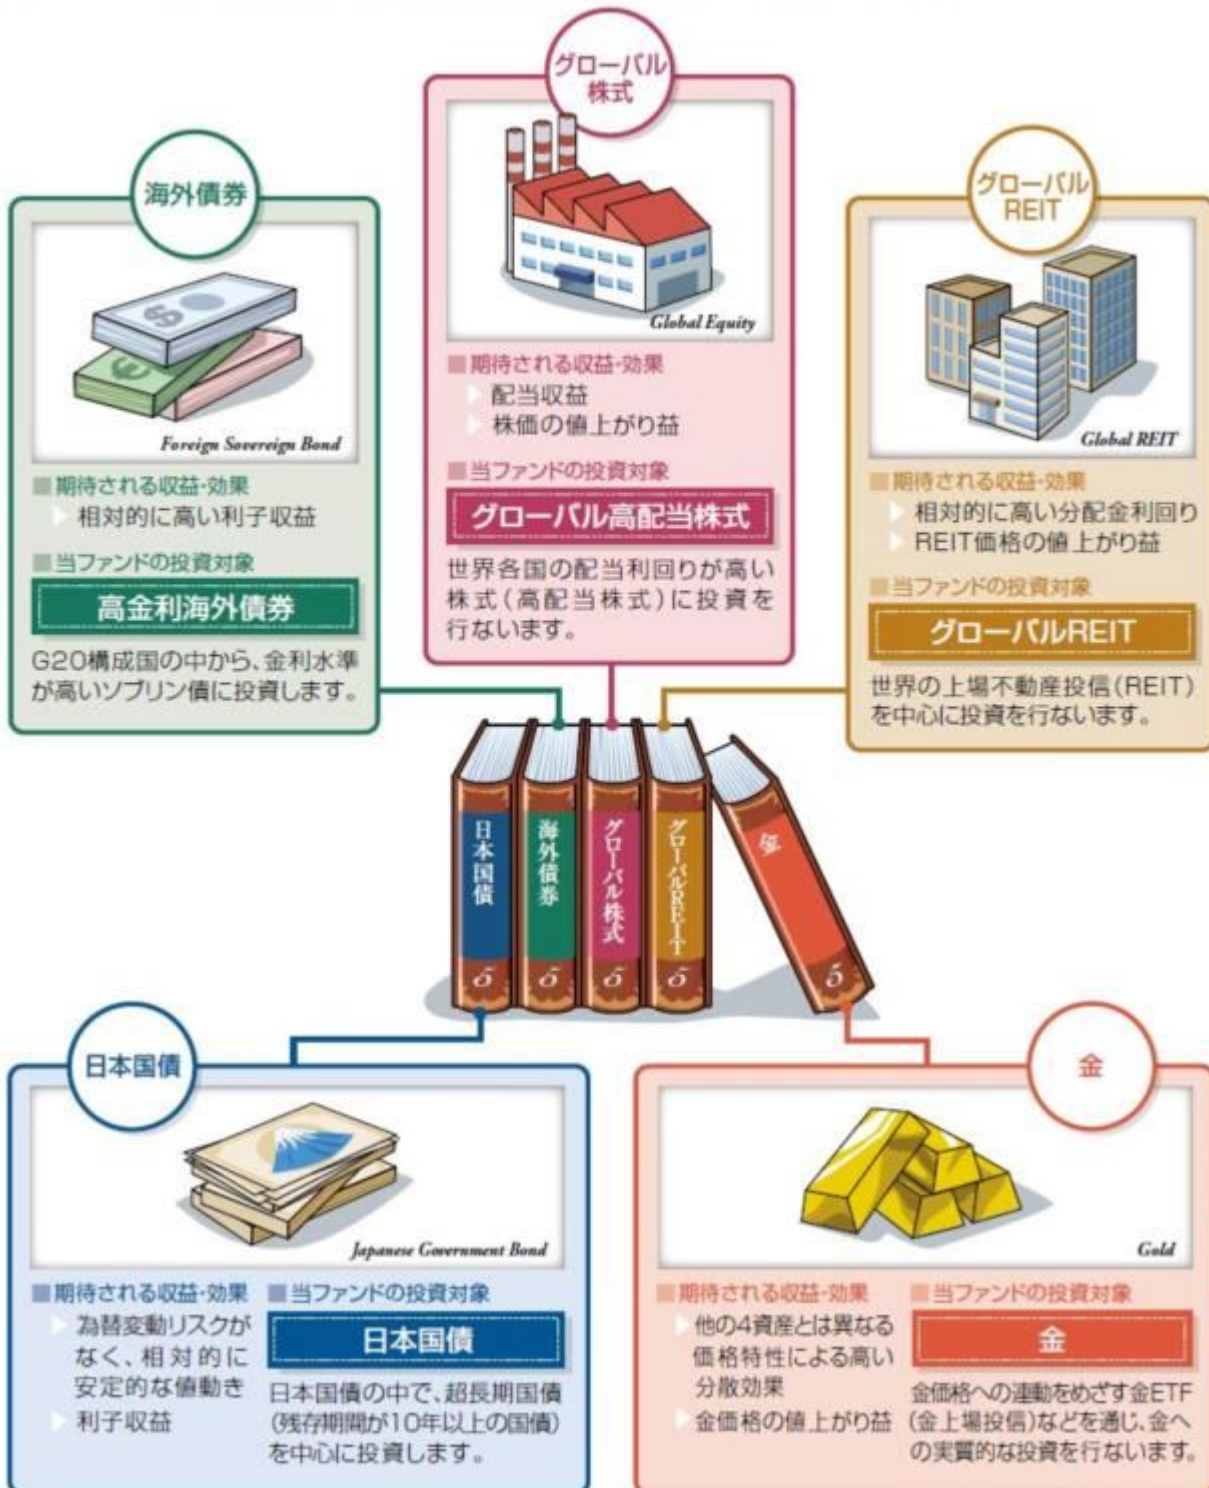 グローバル
株式
Global Equity
■期待される収益・効果
配当収益
株価の値上がり益
■当ファンドの投資対象
グローバル高配当株式
世界各国の配当利回りが高い
株式(高配当株式)に投資を
行ないます。
海外債券
Foreign Sovereign Bond
■期待される収益・効果
相対的に高い利子収益
■当ファンドの投資対象
高金利海外債券
G20構成国の中から、金利水準
が高いソブリン債に投資します。
グローバル
REIT
Global REIT
■期待される収益・効果
相対的に高い分配金利回り
REIT価格の値上がり益
■当ファンドの投資対象
グローバルREIT
世界の上場不動産投信(REIT)
を中心に投資を行ないます。
日本国債
5
海外債券
5
グローバル株式
5
グローバルREIT
5
金
5
日本国債
Japanese Government Bond
■期待される収益・効果
為替変動リスクが
なく、相対的に
安定的な値動き
利子収益
■当ファンドの投資対象
日本国債
日本国債の中で、超長期国債
(残存期間が10年以上の国債)
を中心に投資します。
金
Gold
■期待される収益・効果
他の4資産とは異なる
価格特性による高い
分散効果
金価格の値上がり益
■当ファンドの投資対象
金
金価格への連動をめざす金ETF
(金上場投信)などを通じ、金へ
の実質的な投資を行ないます。